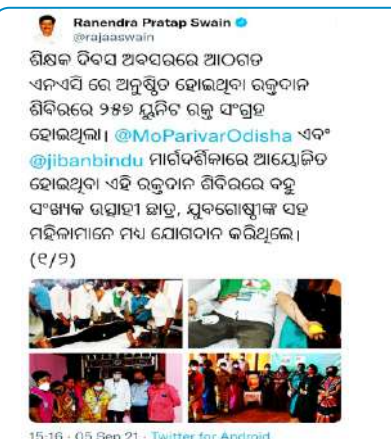 Ranendra Pratap Swain
@rajaaswain
ଶିକ୍ଷକ ଦିବସ ଅବସରରେ ଆଠଗଡ
ଏନଏସି ରେ ଅନୁଷ୍ଠିତ ହୋଇଥିବା ରକ୍ତଦାନ
ଶିବିରରେ ୨୫୭ ୟୁନିଟ ରକ୍ତ ସଂଗ୍ରହ
ହୋଇଥିଲା| @MoParivarOdisha ଏବଂ
@jibanbindu ମାର୍ଗଦର୍ଶିକାରେ ଆୟୋଜିତ
ହୋଇଥିବା ଏହି ରକ୍ତଦାନ ଶିବିରରେ ବହୁ
ସଂଖ୍ୟକ ଉତ୍ସାହୀ ଛାତ୍ର, ଯୁବଗୋଷ୍ଠୀଙ୍କ ସହ
ମହିଳାମାନେ ମଧ୍ୟ ଯୋଗଦାନ କରିଥିଲେ|
(୧/୨)
15:16 · 05 Sep 21 · Twitter for Android